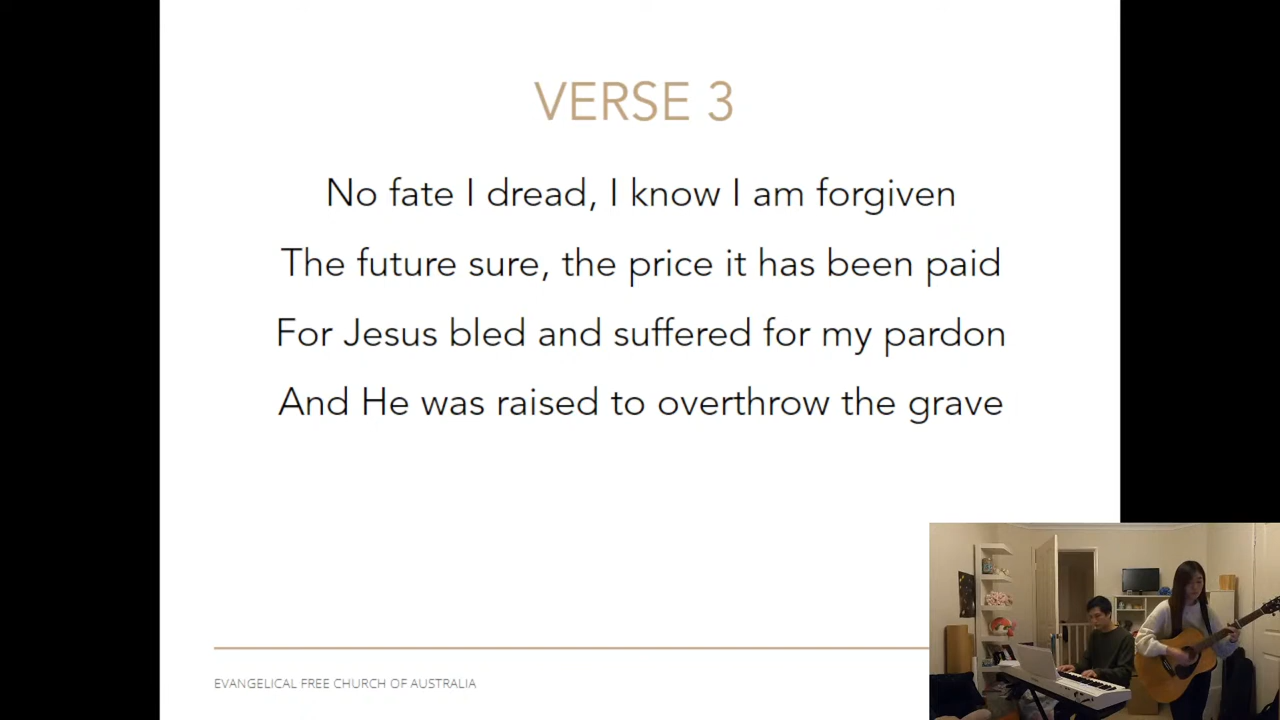 VERSE 3
No fate I dread, I know I am forgiven
The future sure, the price it has been paid
For Jesus bled and suffered for my pardon
And He was raised to overthrow the grave
EVANGELICAL FREE CHURCH OF AUSTRALIA